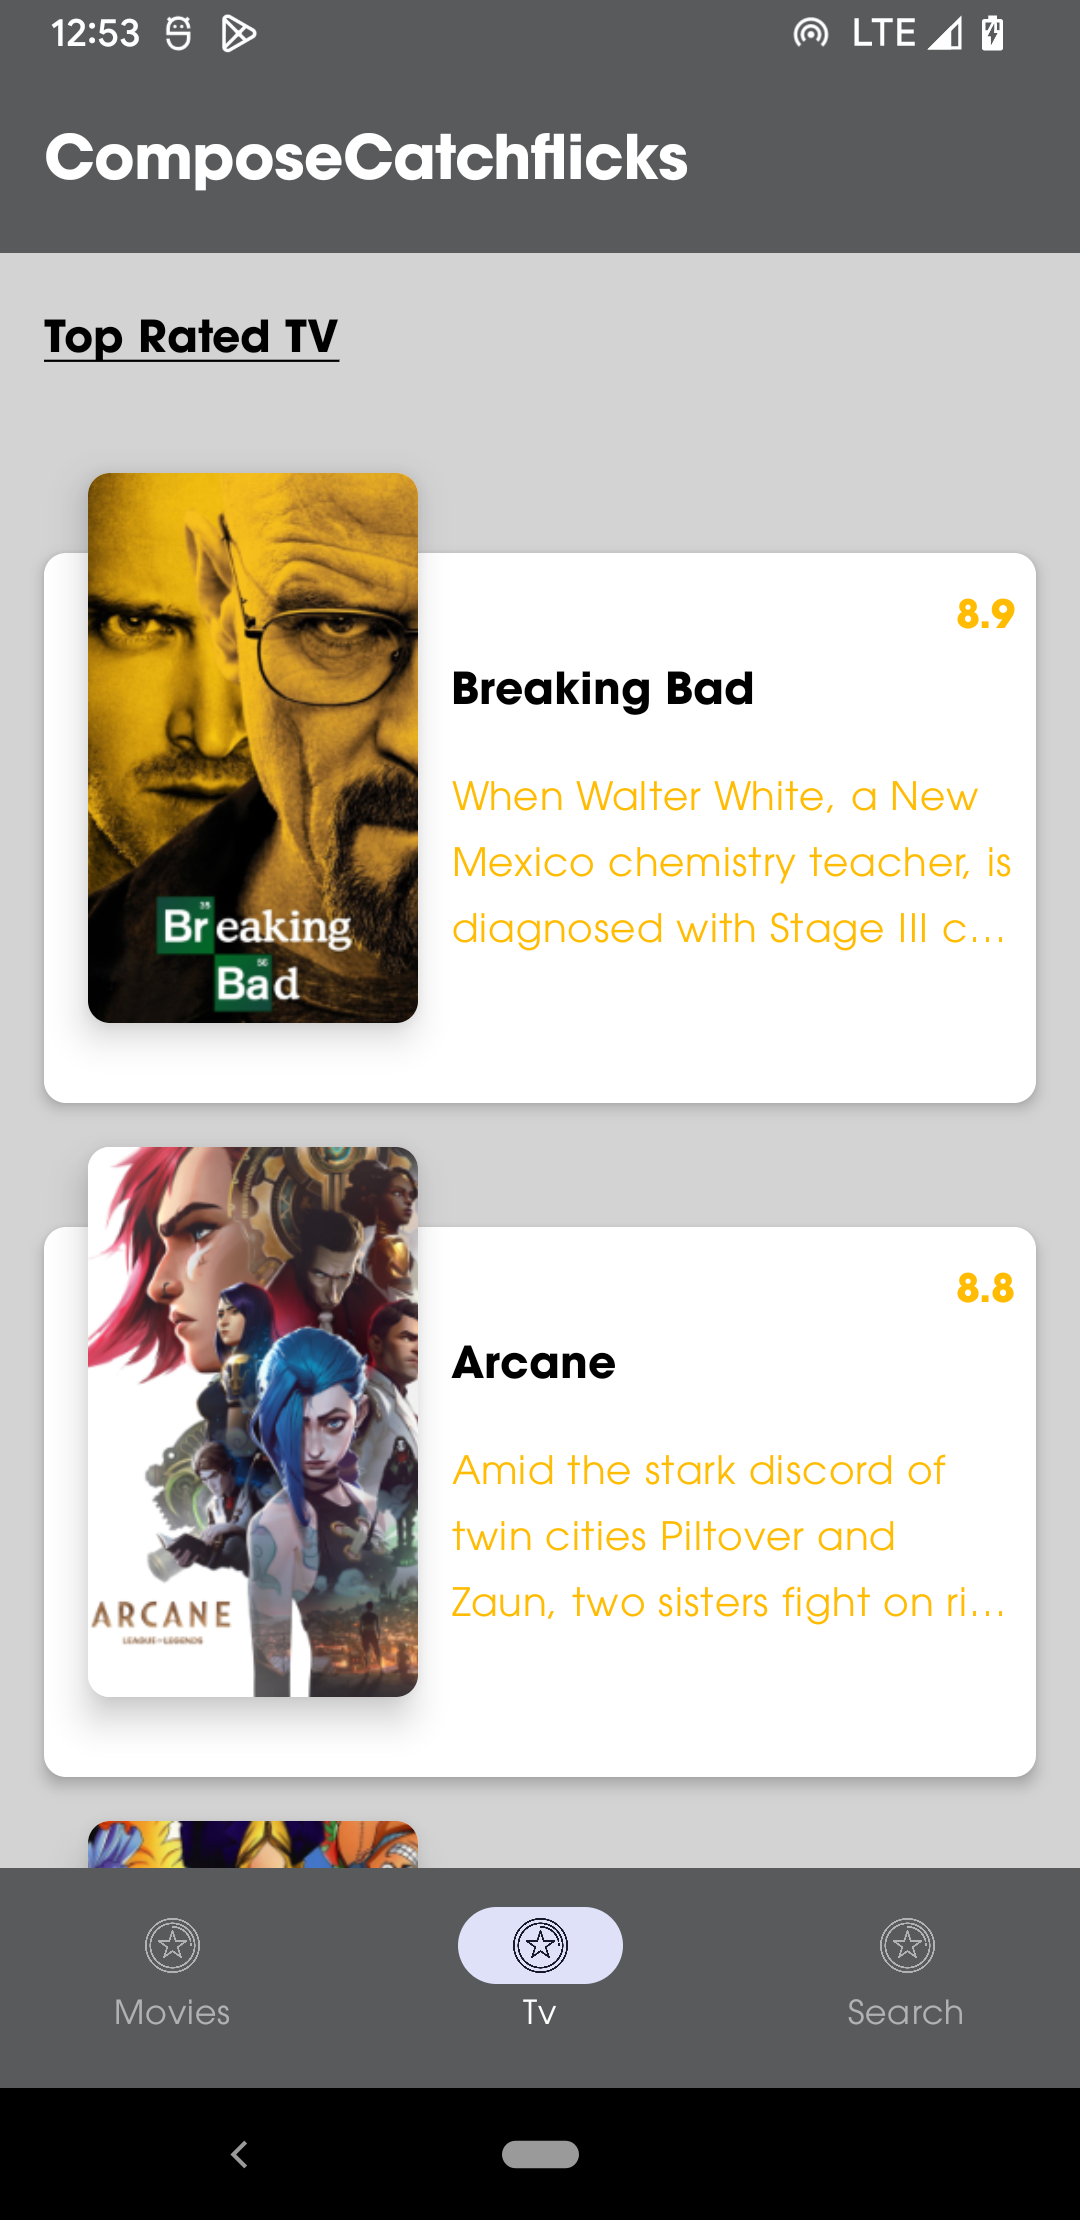 12:53 LTE
ComposeCatchflicks
Top Rated TV
8.9
Breaking Bad
When Walter White, a New
Mexico chemistry teacher, is
diagnosed with Stage III c...
35
Breaking
56
Bad
8.8
Arcane
Amid the stark discord of
twin cities Piltover and
Zaun, two sisters fight on ri...
ARCANE
LEAGUE OF LEGENDS
Movies
Tv
Search